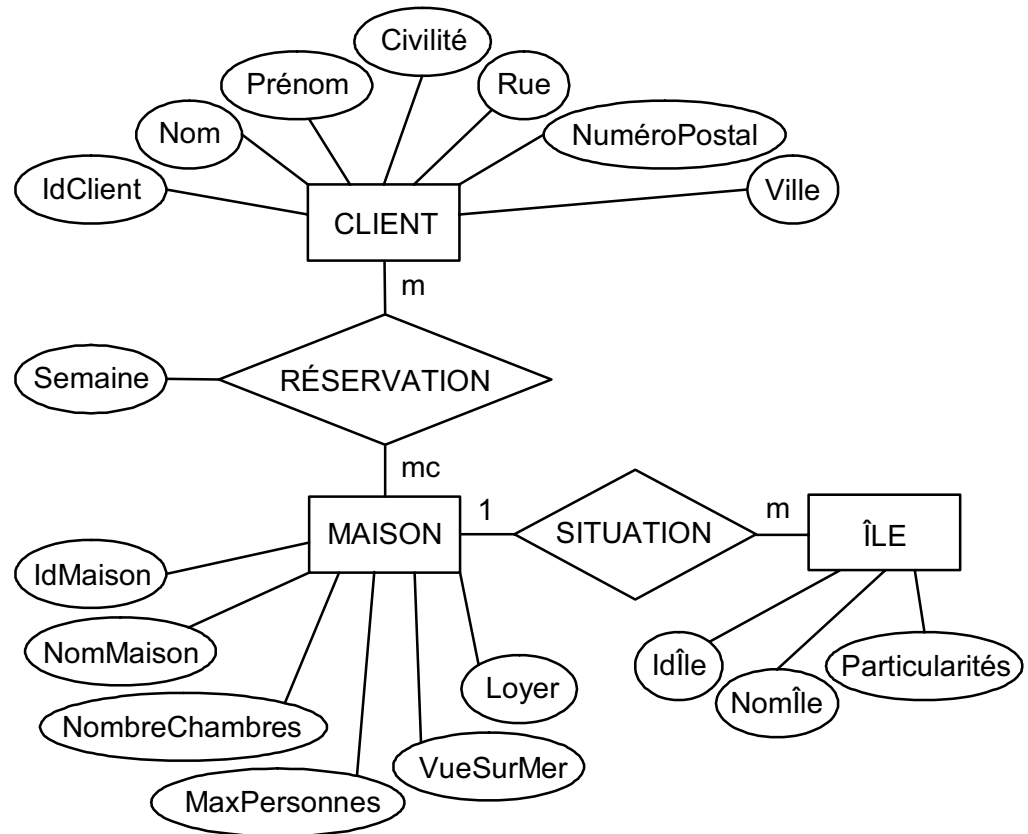 Civilité
Prénom
Rue
Nom
NuméroPostal
IdClient
Ville
CLIENT
m
Semaine
RÉSERVATION
mc
MAISON
1
SITUATION
m
ÎLE
IdMaison
NomMaison
IdÎle
Particularités
Loyer
NomÎle
NombreChambres
VueSurMer
MaxPersonnes